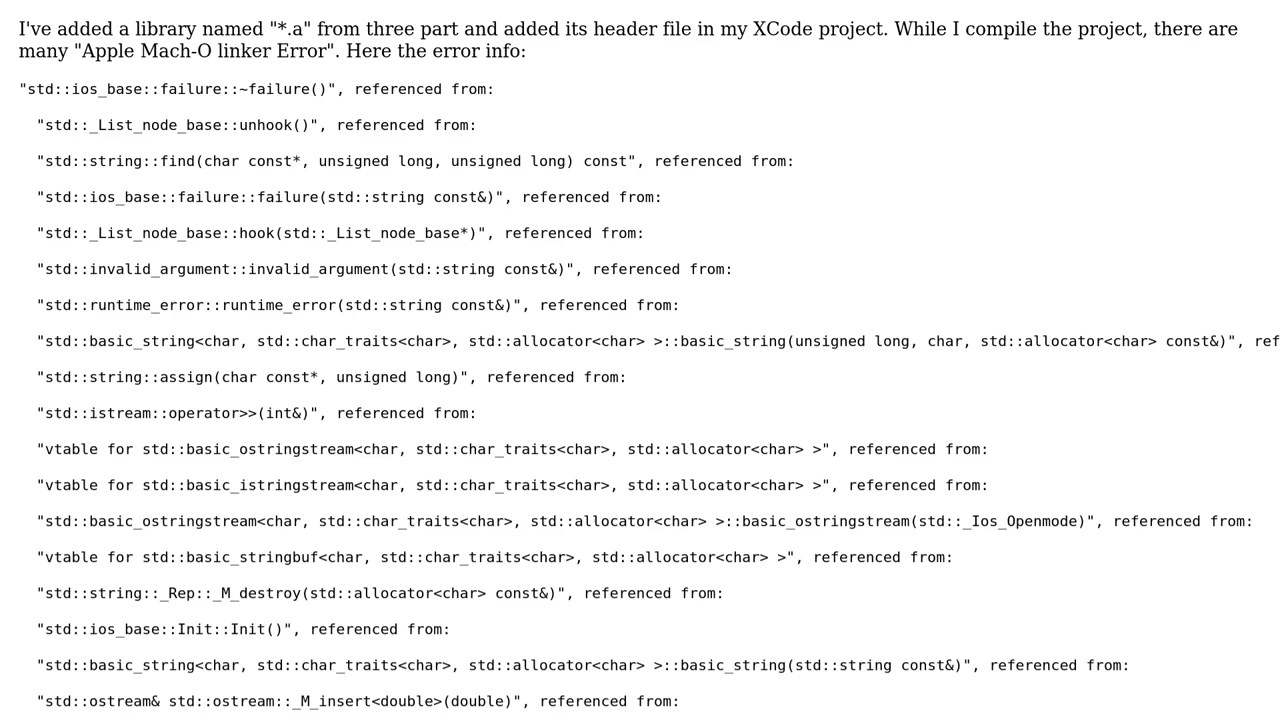 I've added a library named "*.a" from three part and added its header file in my XCode project. While I compile the project, there are
many "Apple Mach-O linker Error". Here the error info:
"std::ios_base::failure::~failure()", referenced from:
"std::_List_node_base::unhook()", referenced from:
"std::string::find(char const*, unsigned long, unsigned long) const", referenced from:
"std::ios_base::failure::failure(std::string const&)", referenced from:
"std::_List_node_base::hook(std::_List_node_base*)", referenced from:
"std::invalid_argument::invalid_argument(std::string const&)", referenced from:
"std::runtime_error::runtime_error(std::string const&)", referenced from:
"std::basic_string<char, std::char_traits<char>, std::allocator<char> >::basic_string(unsigned long, char, std::allocator<char> const&)", ref
"std::string::assign(char const*, unsigned long)", referenced from:
"std::istream::operator>>(int&)", referenced from:
"vtable for std::basic_ostringstream<char, std::char_traits<char>, std::allocator<char> >", referenced from:
"vtable for std::basic_istringstream<char, std::char_traits<char>, std::allocator<char> >", referenced from:
"std::basic_ostringstream<char, std::char_traits<char>, std::allocator<char> >::basic_ostringstream(std::_Ios_Openmode)", referenced from:
"vtable for std::basic_stringbuf<char, std::char_traits<char>, std::allocator<char> >", referenced from:
"std::string::_Rep::_M_destroy(std::allocator<char> const&)", referenced from:
"std::ios_base::Init::Init()", referenced from:
"std::basic_string<char, std::char_traits<char>, std::allocator<char> >::basic_string(std::string const&)", referenced from:
"std::ostream& std::ostream::_M_insert<double>(double)", referenced from: